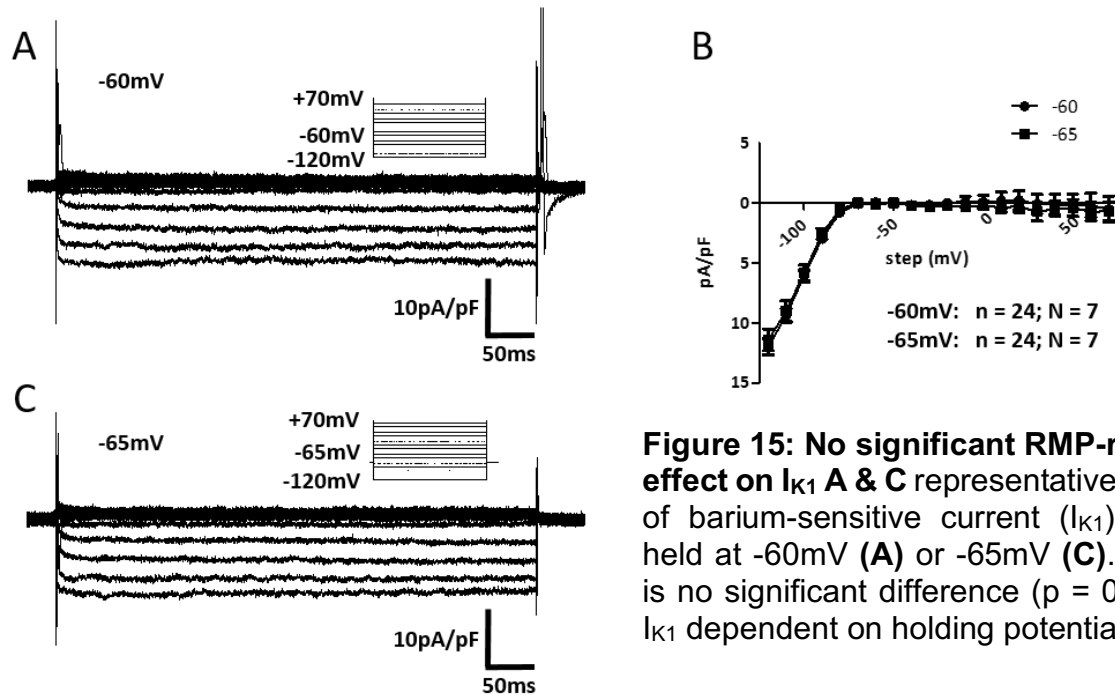 A
-60mV
+70mV
-60mV
-120mV
10pA/pF
50ms
B
-60
-65
5
0
5
10
15
pA/pF
-100
-50
0
50
step (mV)
-60mV: n = 24; N = 7
-65mV: n = 24; N = 7
C
-65mV
+70mV
-65mV
-120mV
10pA/pF
50ms
Figure 15: No significant RMP-
effect on IK1 A & C representative
of barium-sensitive current (IK1)
held at -60mV (A) or -65mV (C).
is no significant difference (p = 0
IK1 dependent on holding potentia